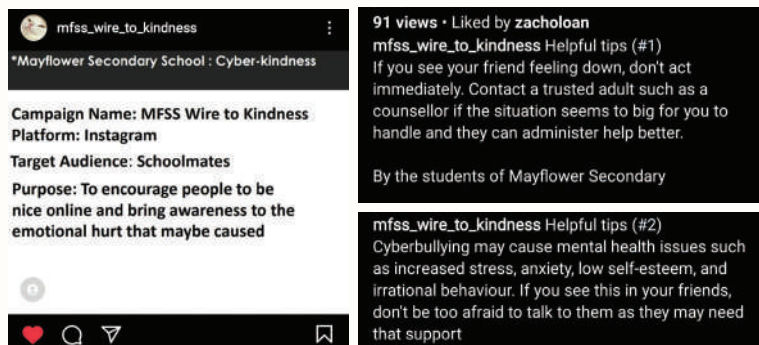 mfss_wire_to_kindness
*Mayflower Secondary School : Cyber-kindness
Campaign Name: MFSS Wire to Kindness
Platform: Instagram
Target Audience: Schoolmates
Purpose: To encourage people to be
nice online and bring awareness to the
emotional hurt that maybe caused
91 views • Liked by zacholoan
mfss_wire_to_kindness Helpful tips (#1)
If you see your friend feeling down, don't act
immediately. Contact a trusted adult such as a
counsellor if the situation seems to big for you to
handle and they can administer help better.
By the students of Mayflower Secondary
mfss_wire_to_kindness Helpful tips (#2)
Cyberbullying may cause mental health issues such
as increased stress, anxiety, low self-esteem, and
irrational behaviour. If you see this in your friends,
don't be too afraid to talk to them as they may need
that support